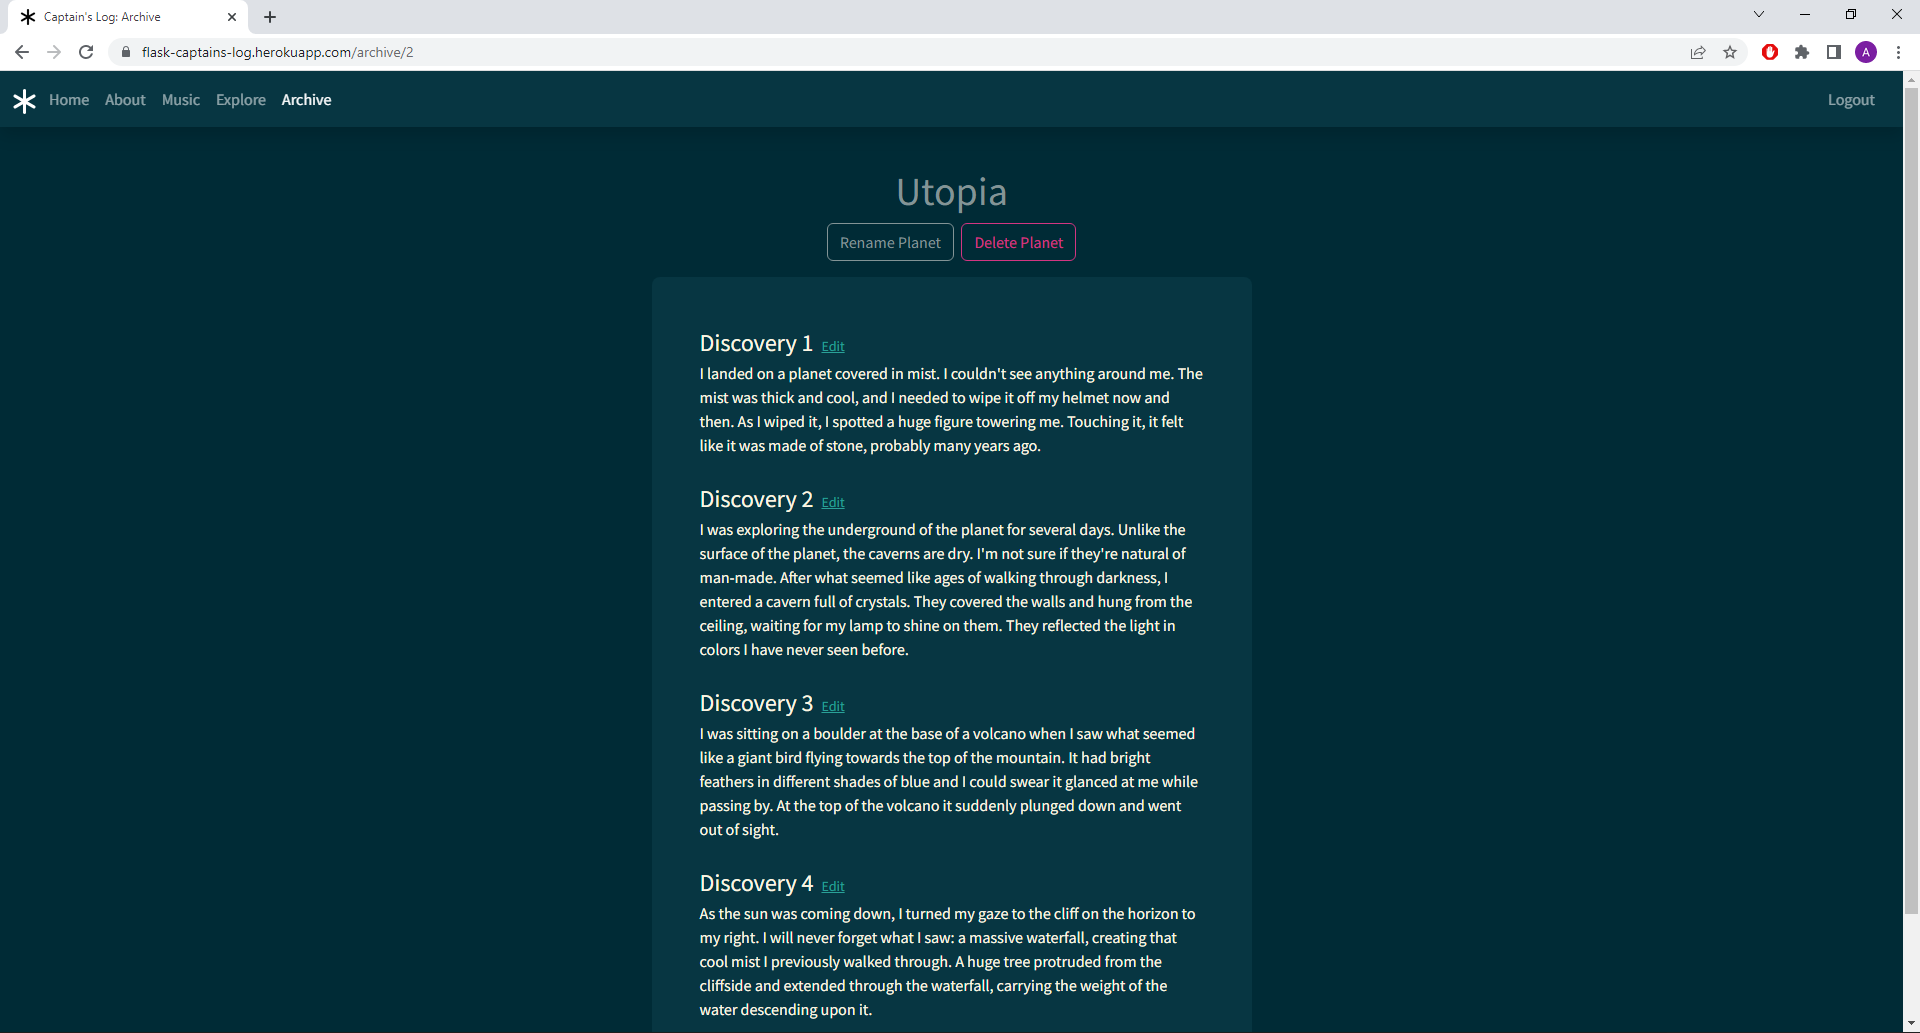 Captain's Log: Archive
flask-captains-log.herokuapp.com/archive/2
A
Home About Music Explore Archive Logout
Utopia
Rename Planet Delete Planet
Discovery 1 Edit
I landed on a planet covered in mist. I couldn't see anything around me. The
mist was thick and cool, and I needed to wipe it off my helmet now and
then. As I wiped it, I spotted a huge figure towering me. Touching it, it felt
like it was made of stone, probably many years ago.
Discovery 2 Edit
I was exploring the underground of the planet for several days. Unlike the
surface of the planet, the caverns are dry. I'm not sure if they're natural of
man-made. After what seemed like ages of walking through darkness, I
entered a cavern full of crystals. They covered the walls and hung from the
ceiling, waiting for my lamp to shine on them. They reflected the light in
colors I have never seen before.
Discovery 3 Edit
I was sitting on a boulder at the base of a volcano when I saw what seemed
like a giant bird flying towards the top of the mountain. It had bright
feathers in different shades of blue and I could swear it glanced at me while
passing by. At the top of the volcano it suddenly plunged down and went
out of sight.
Discovery 4 Edit
As the sun was coming down, I turned my gaze to the cliff on the horizon to
my right. I will never forget what I saw: a massive waterfall, creating that
cool mist I previously walked through. A huge tree protruded from the
cliffside and extended through the waterfall, carrying the weight of the
water descending upon it.